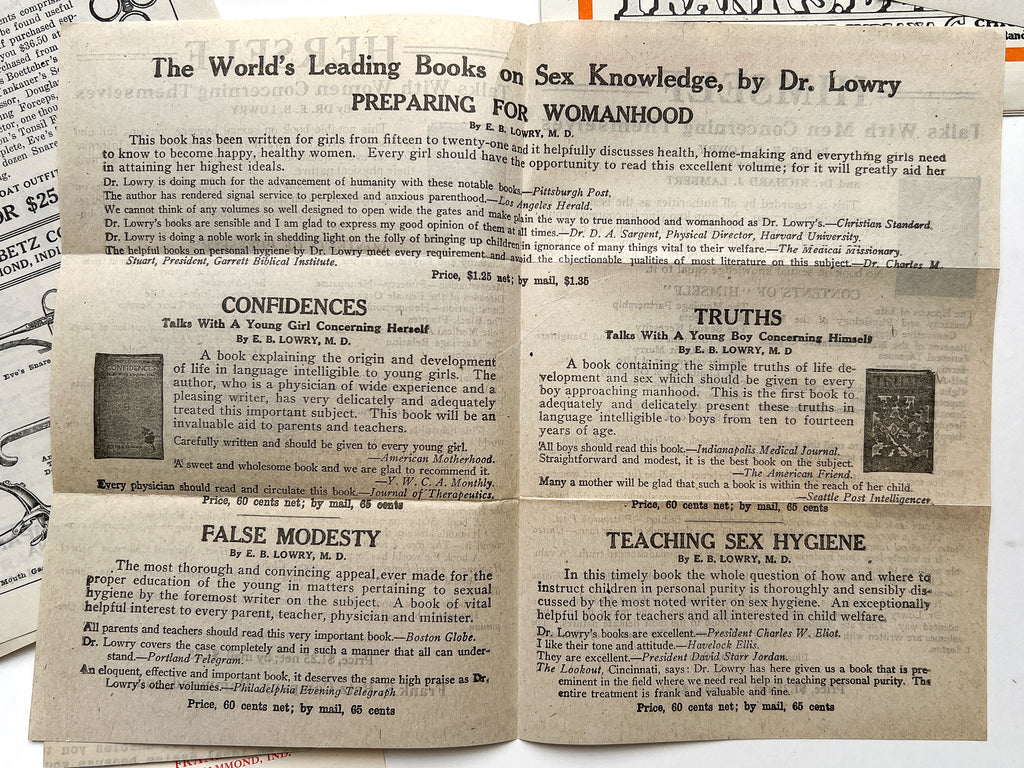 The World's Leading Books on Sex Knowledge, by Dr. Lowry
PREPARING FOR WOMANHOOD
By E. B. LOWRY, M. D.
This book has been written for girls from fifteen to twenty-one and it helpfully discusses health, home-making and everything girls need
to know to become happy, healthy women. Every girl should have the opportunity to read this excellent volume; for it will greatly aid her
in attaining her highest ideals.
Dr. Lowry is doing much for the advancement of humanity with these notable books.—Pittsburgh Post.
The author has rendered signal service to perplexed and anxious parenthood.—Los Angeles Herald.
We cannot think of any volumes so well designed to open wide the gates and make plain the way to true manhood and womanhood as Dr. Lowry's.—Christian Standard.
Dr. Lowry's books are sensible and I am glad to express my good opinion of them at all times.—Dr. D. A. Sargent, Physical Director, Harvard University.
Dr. Lowry is doing a noble work in shedding light on the folly of bringing up children in ignorance of many things vital to their welfare.—The Medical Missionary.
The helpful books on personal hygiene by Dr. Lowry meet every requirement and avoid the objectionable qualities of most literature on this subject.—Dr. Charles M.
Stuart, President, Garrett Biblical Institute.
Price, $1.25 net; by mail, $1.35
CONFIDENCES
Talks With A Young Girl Concerning Herself
By E. B. LOWRY, M. D.
CONFIDENCES
A book explaining the origin and development
of life in language intelligible to young girls. The
author, who is a physician of wide experience and a
pleasing writer, has very delicately and adequately
treated this important subject. This book will be an
invaluable aid to parents and teachers.
Carefully written and should be given to every young girl.
—American Motherhood.
A sweet and wholesome book and we are glad to recommend it.
—Y. W. C. A. Monthly.
Every physician should read and circulate this book.—Journal of Therapeutics.
Price, 60 cents net; by mail, 65 cents
TRUTHS
Talks With A Young Boy Concerning Himself
By E. B. LOWRY, M. D
A book containing the simple truths of life de-
velopment and sex which should be given to every
boy approaching manhood. This is the first book to
adequately and delicately present these truths in
language intelligible to boys from ten to fourteen
years of age.
All boys should read this book.—Indianapolis Medical Journal.
Straightforward and modest, it is the best book on the subject.
—The American Friend.
Many a mother will be glad that such a book is within the reach of her child.
—Seattle Post Intelligencer.
Price, 60 cents net; by mail, 65 cents
FALSE MODESTY
By E. B. LOWRY, M. D.
The most thorough and convincing appeal ever made for the
proper education of the young in matters pertaining to sexual
hygiene by the foremost writer on the subject. A book of vital
helpful interest to every parent, teacher, physician and minister.
All parents and teachers should read this very important book.—Boston Globe.
Dr. Lowry covers the case completely and in such a manner that all can under-
stand.—Portland Telegram.
An eloquent, effective and important book, it deserves the same high praise as Dr.
Lowry's other volumes.—Philadelphia Evening Telegraph
Price, 60 cents net; by mail, 65 cents
TEACHING SEX HYGIENE
By E. B. LOWRY, M. D.
In this timely book the whole question of how and where to
instruct children in personal purity is thoroughly and sensibly dis-
cussed by the most noted writer on sex hygiene. An exceptionally
helpful book for teachers and all interested in child welfare.
Dr. Lowry's books are excellent.—President Charles W. Eliot.
I like their tone and attitude.—Havelock Ellis.
They are excellent.—President David Starr Jordan.
The Lookout, Cincinnati, says: Dr. Lowry has here given us a book that is pre-
eminent in the field where we need real help in teaching personal purity. The
entire treatment is frank and valuable and fine.
Price, 60 cents net; by mail, 65 cents
be found useful
you $36.50 at
Boettcher's
Forceps,
Tonsil
dozen Snare
OAT OUTFI
OR $25
BETZ CO
MOND, IND
Eve's Snare
Mouth
HAMMOND, IND.